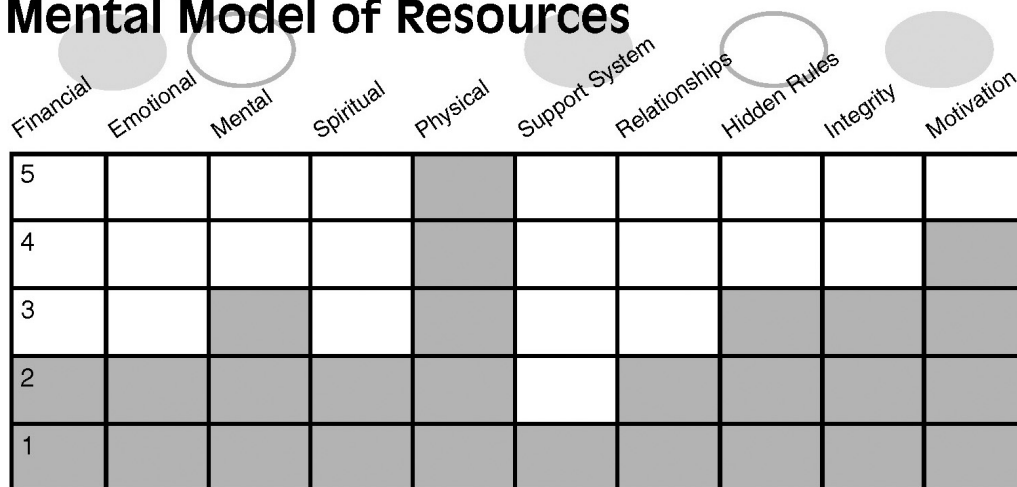 Mental Model of Resources
Financial
Emotional
Mental
Spiritual
Physical
Support System
Relationships
Hidden Rules
Integrity
Motivation
5
4
3
2
1